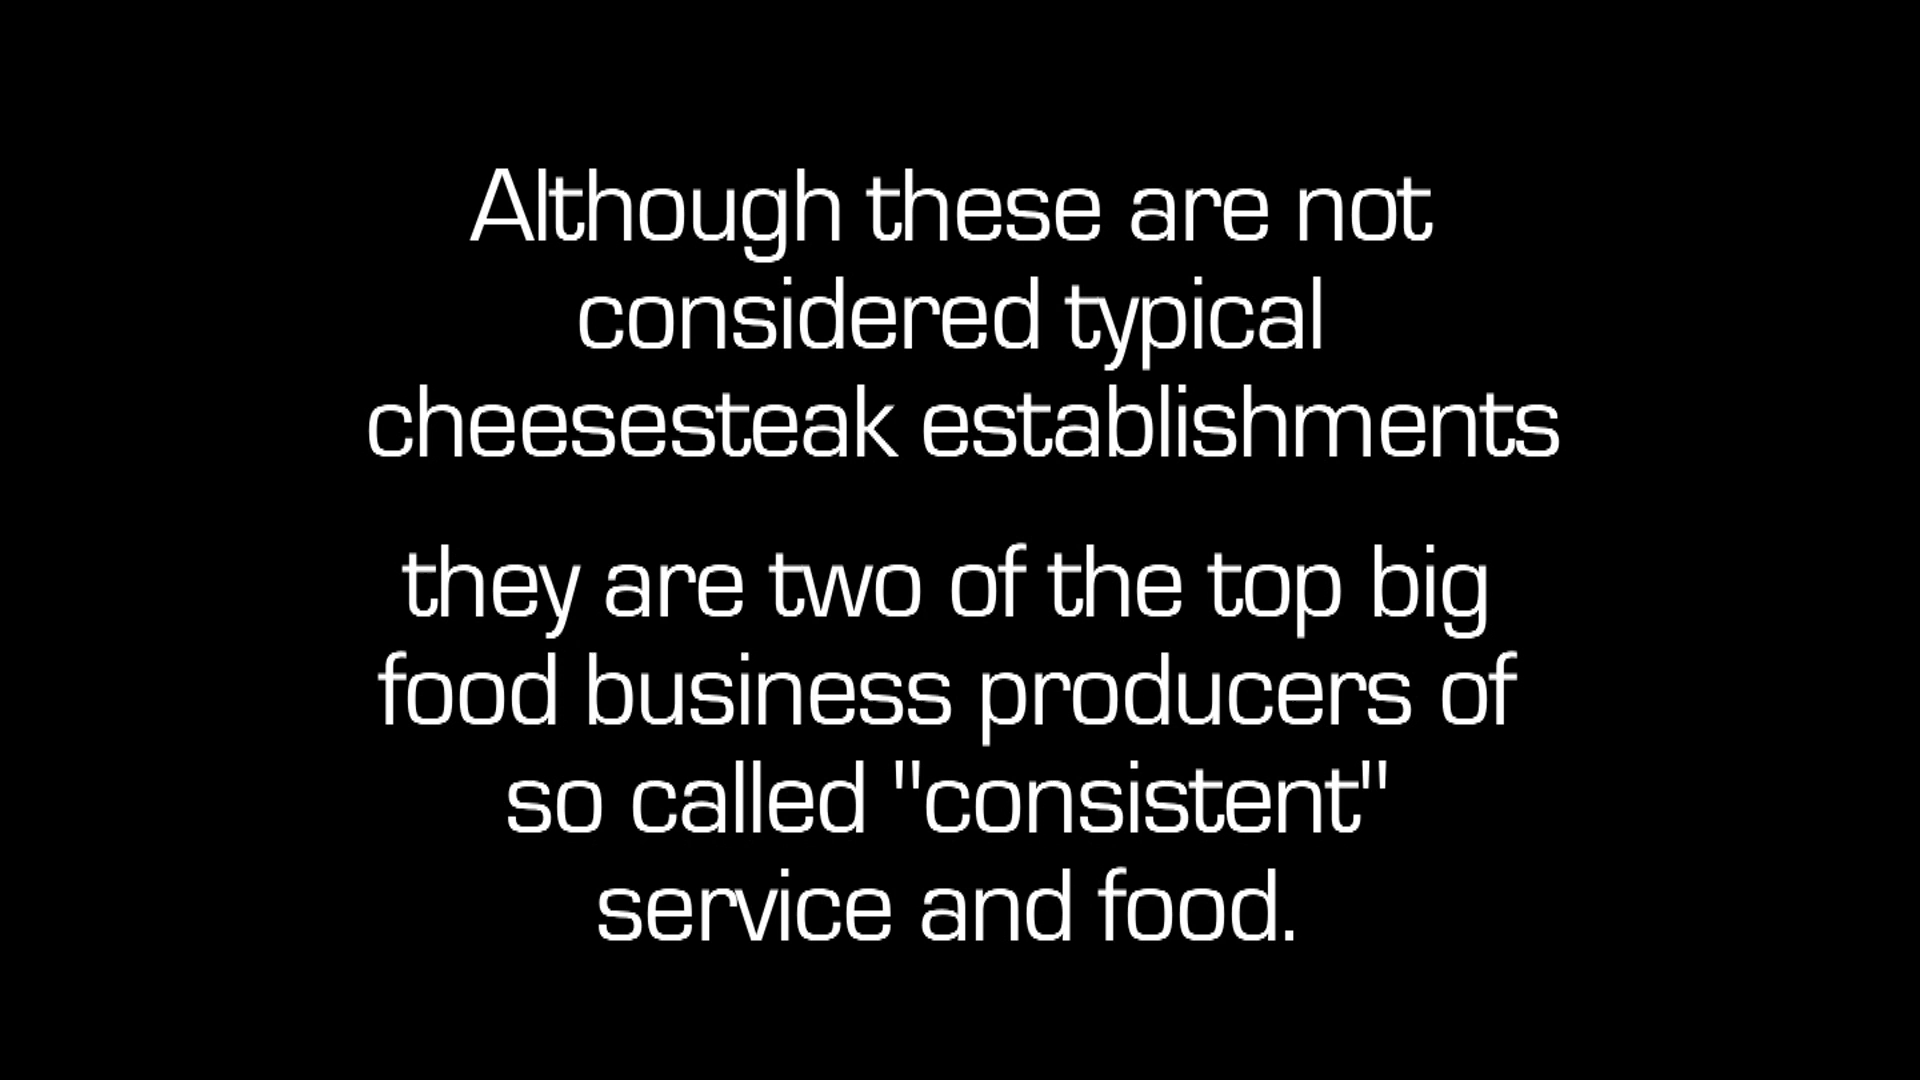 Although these are not
considered typical
cheesesteak establishments
they are two of the top big
food business producers of
so called "consistent"
service and food.